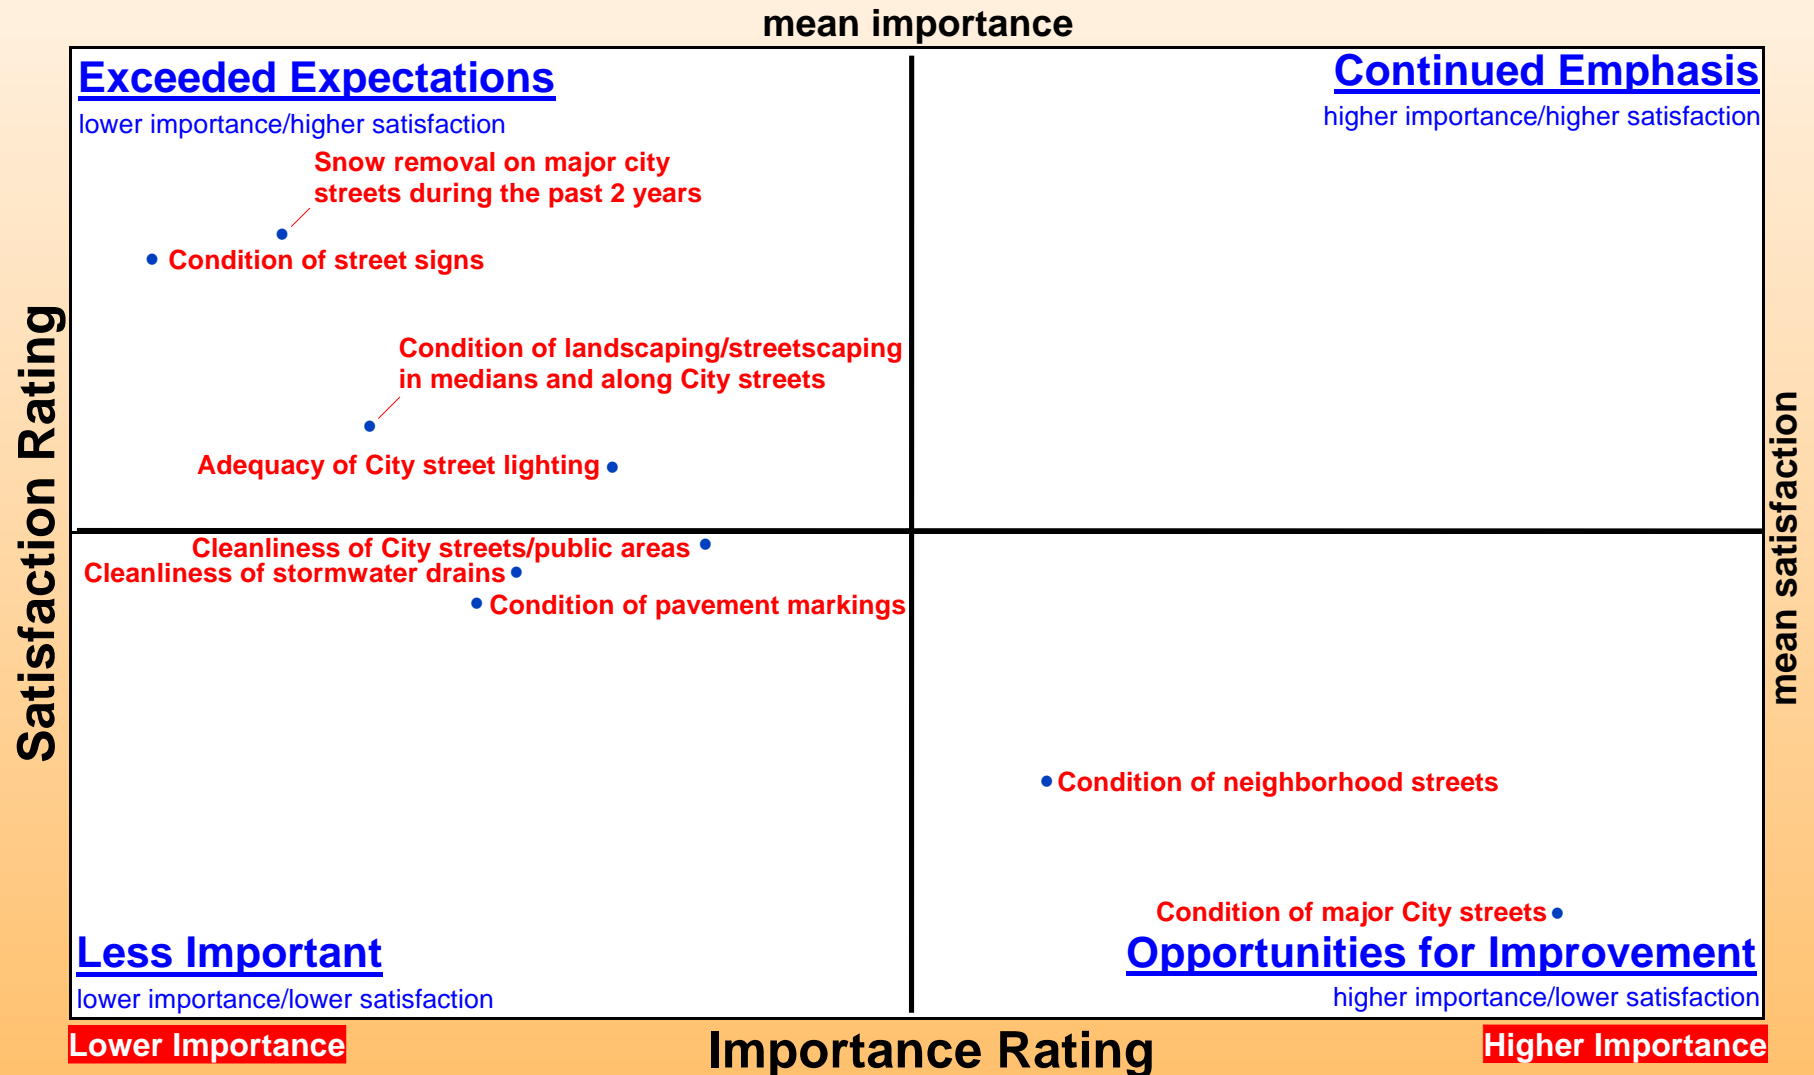 mean importance
Exceeded Expectations
lower importance/higher satisfaction
Continued Emphasis
higher importance/higher satisfaction
Snow removal on major city
streets during the past 2 years
Condition of street signs
Condition of landscaping/streetscaping
in medians and along City streets
Adequacy of City street lighting
Satisfaction Rating
mean satisfaction
Cleanliness of City streets/public areas
Cleanliness of stormwater drains
Condition of pavement markings
Condition of neighborhood streets
Condition of major City streets
Less Important
lower importance/lower satisfaction
Opportunities for Improvement
higher importance/lower satisfaction
Lower Importance
Importance Rating
Higher Importance